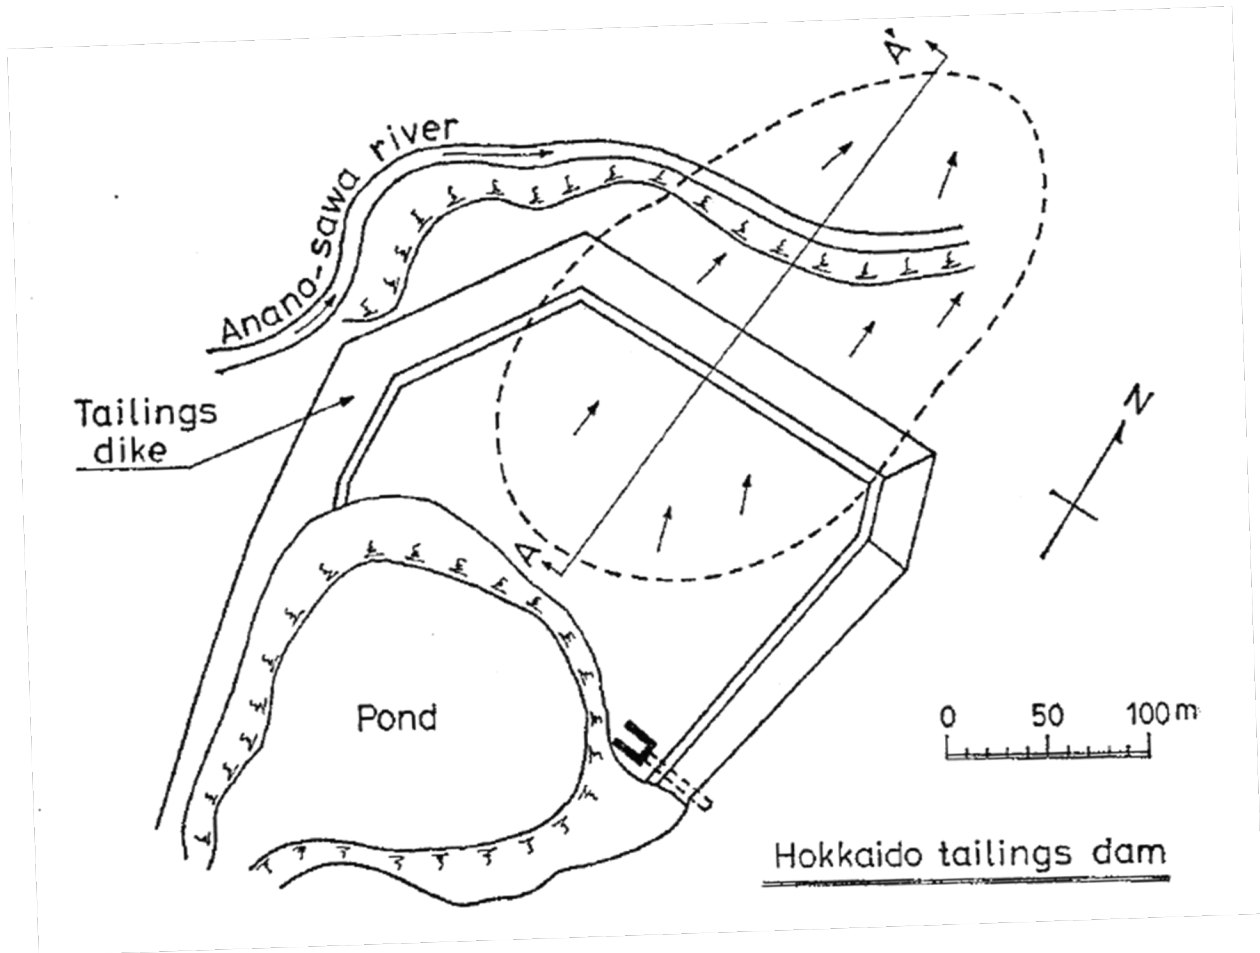 A'
Anano-sawa river
Tailings
dike
N
A
Pond
0 50 100 m
Hokkaido tailings dam